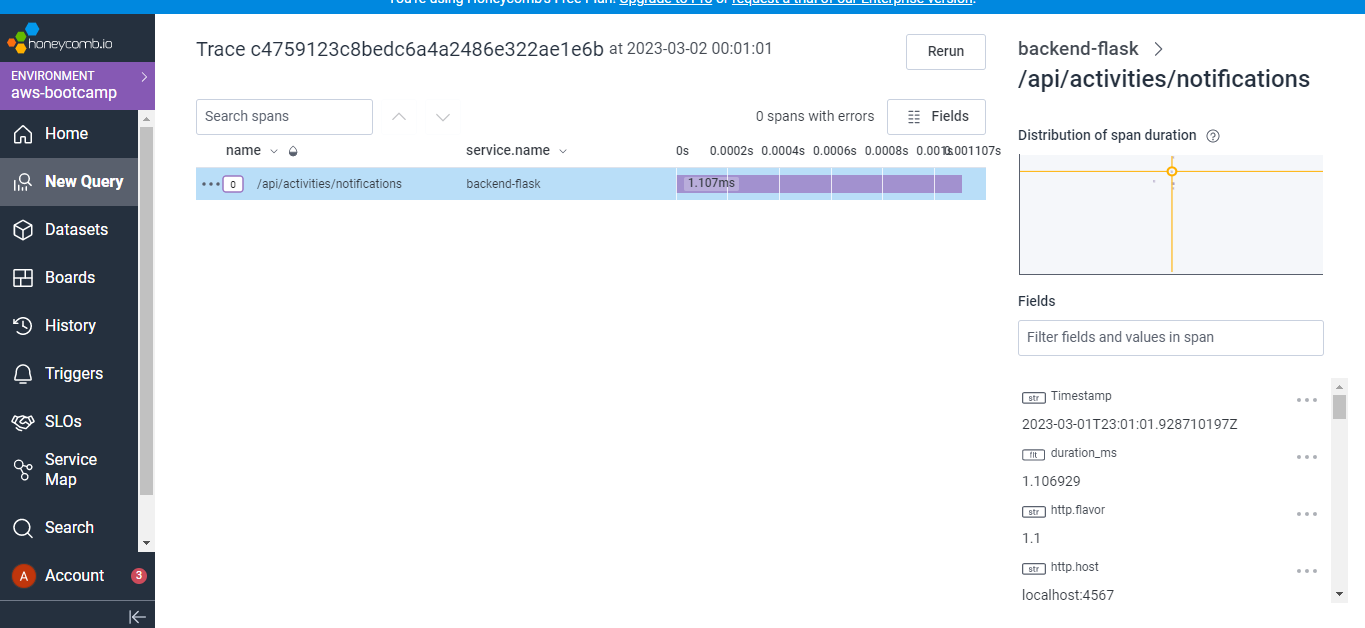 You're using Honeycomb's Free Plan. Upgrade to Pro or request a trial of our Enterprise version.
honeycomb.io
ENVIRONMENT
aws-bootcamp
Home
New Query
Datasets
Boards
History
Triggers
SLOs
Service
Map
Search
A Account 3
Trace c4759123c8bedc6a4a2486e322ae1e6b at 2023-03-02 00:01:01
Rerun
Search spans
0 spans with errors
Fields
name service.name 0s 0.0002s 0.0004s 0.0006s 0.0008s 0.001s 0.001107s
0 /api/activities/notifications backend-flask 1.107ms
backend-flask
/api/activities/notifications
Distribution of span duration ?
Fields
Filter fields and values in span
str Timestamp
2023-03-01T23:01:01.928710197Z
flt duration_ms
1.106929
str http.flavor
1.1
str http.host
localhost:4567